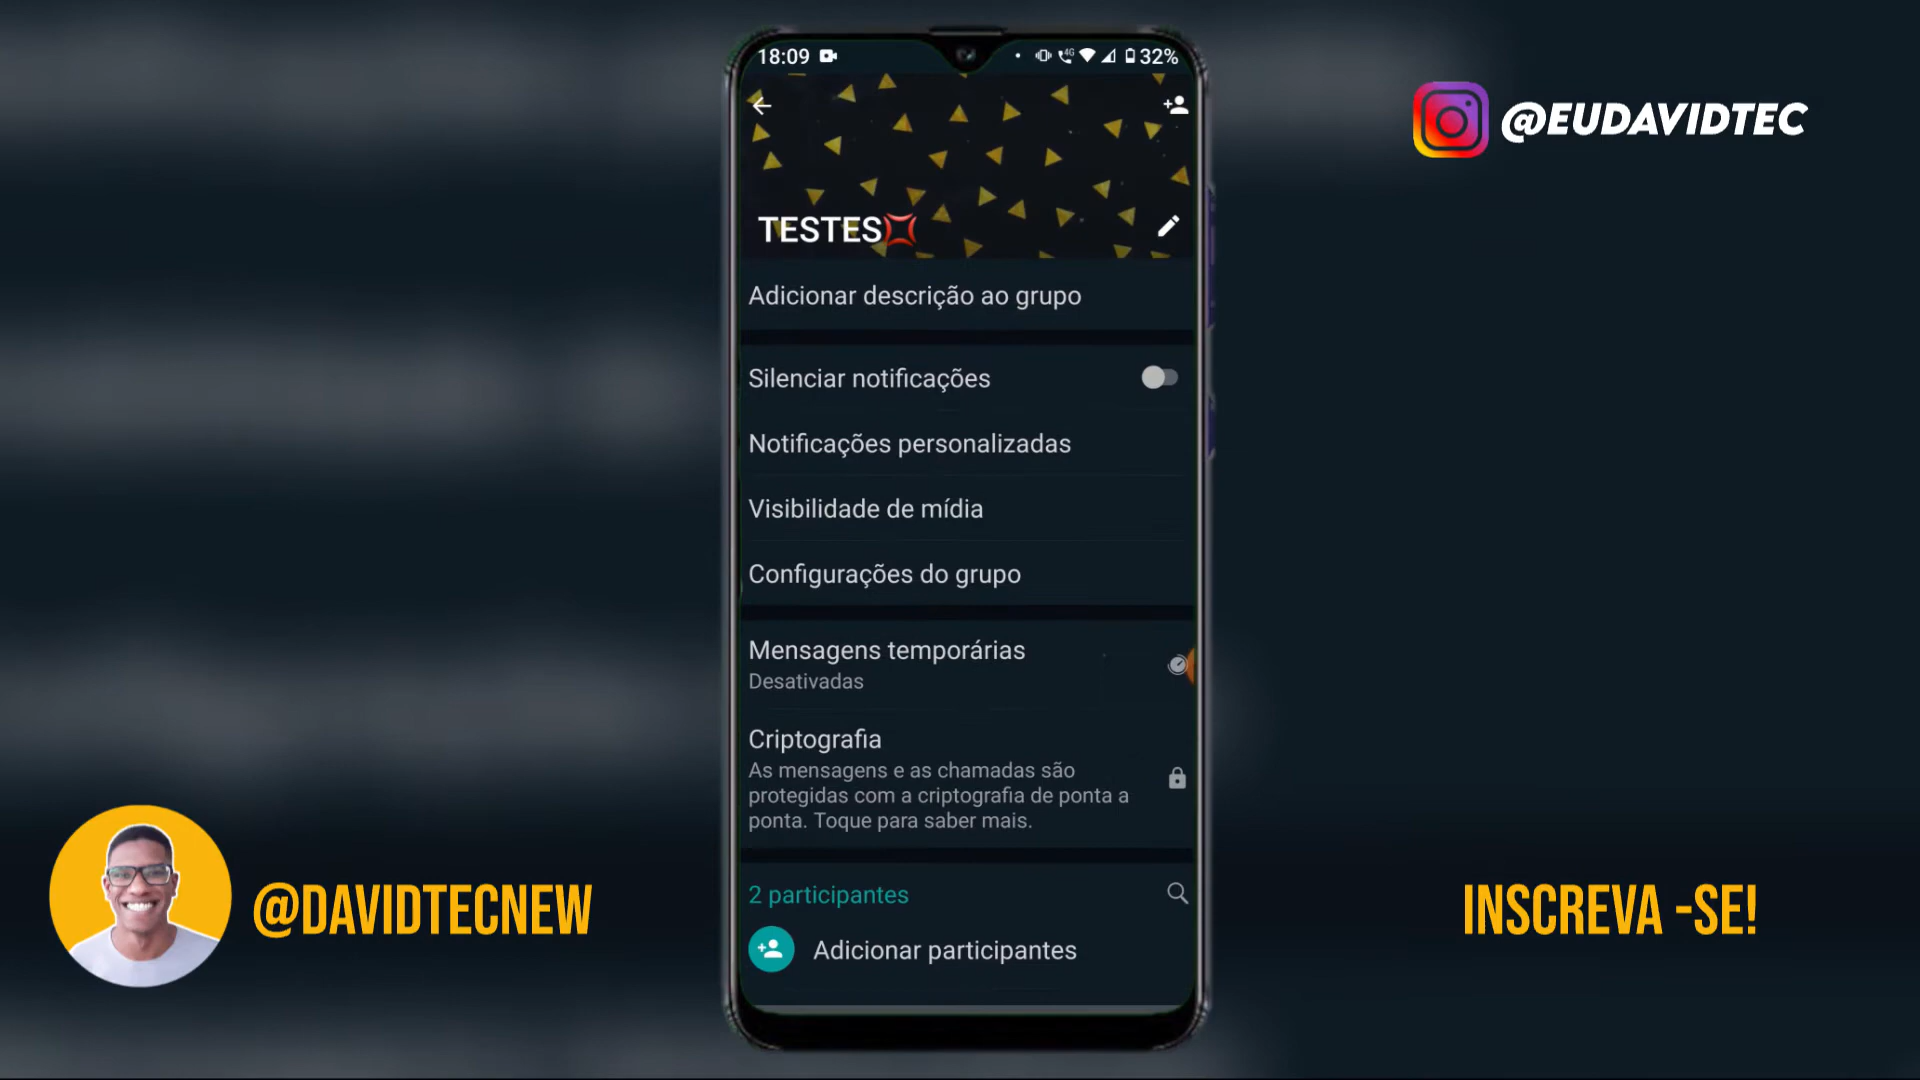 18:09
4G
32%
@EUDAVIDTEC
TESTES💢
Adicionar descrição ao grupo
Silenciar notificações
Notificações personalizadas
Visibilidade de mídia
Configurações do grupo
Mensagens temporárias
Desativadas
Criptografia
As mensagens e as chamadas são
protegidas com a criptografia de ponta a
ponta. Toque para saber mais.
2 participantes
Adicionar participantes
@DAVIDTECNEW
INSCREVA -SE!